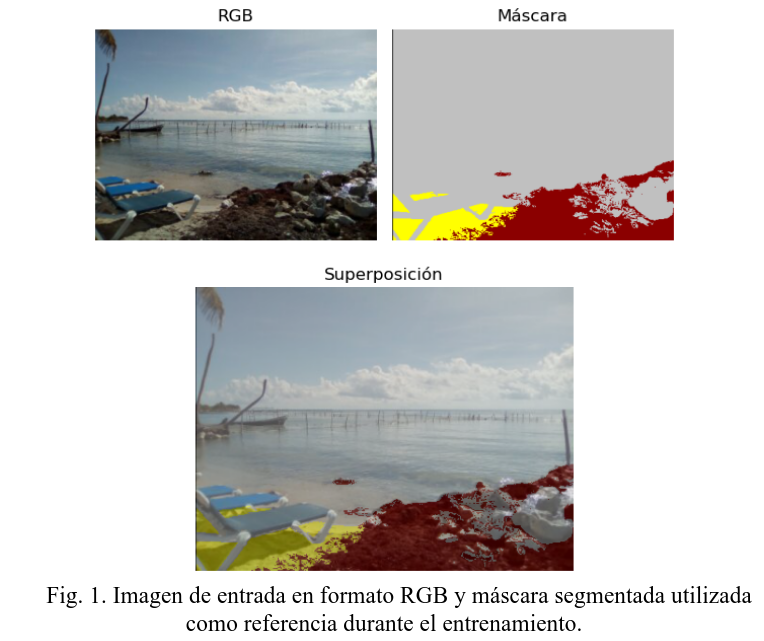 RGB
Máscara
Superposición
Fig. 1. Imagen de entrada en formato RGB y máscara segmentada utilizada
como referencia durante el entrenamiento.